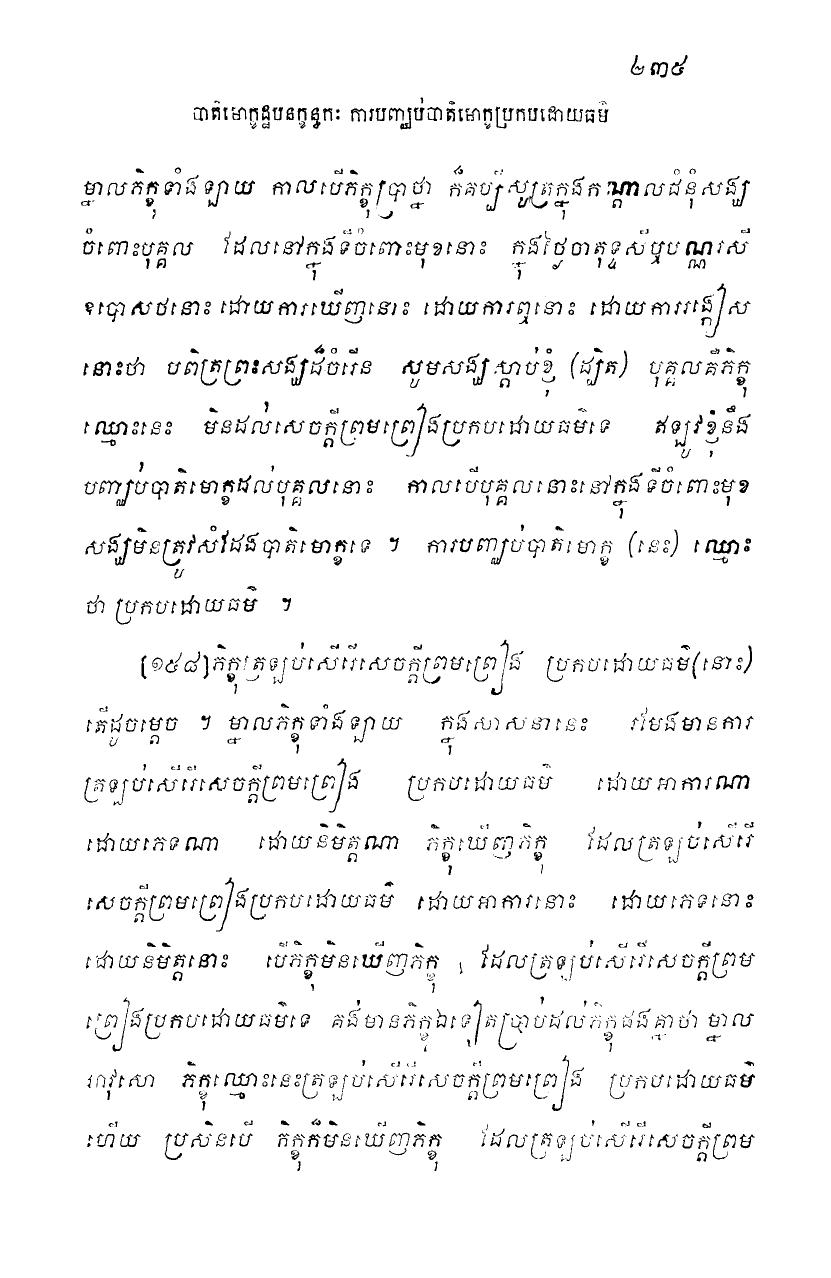 ២៣៥
បាតិមោក្ខដ្ឋបនក្ខន្ធកៈ ការបញ្ឈប់បាតិមោក្ខប្រកបដោយធម៌
ម្នាលភិក្ខុទាំងឡាយ កាលបើភិក្ខុប្រាថ្នា ក៏គប្បីសូត្រក្នុងកណ្តាលជំនុំសង្ឃ
ចំពោះបុគ្គល ដែលនៅក្នុងទីចំពោះមុខនោះ ក្នុងថ្ងៃចាតុទ្ទសីឬបណ្ណរសី
ឧបោសថនោះ ដោយការឃើញនោះ ដោយការឮនោះ ដោយការរង្កៀស
នោះថា បពិត្រព្រះសង្ឃដ៏ចំរើន សូមសង្ឃស្តាប់ខ្ញុំ (ដ្បិត) បុគ្គលគឺភិក្ខុ
ឈ្មោះនេះ មិនដល់សេចក្តីព្រមព្រៀងប្រកបដោយធម៌ទេ ឥឡូវខ្ញុំនឹង
បញ្ឈប់បាតិមោក្ខដល់បុគ្គលនោះ កាលបើបុគ្គលនោះនៅក្នុងទីចំពោះមុខ
សង្ឃមិនត្រូវសំដែងបាតិមោក្ខទេ ។ ការបញ្ឈប់បាតិមោក្ខ (នេះ) ឈ្មោះ
ថា ប្រកបដោយធម៌ ។
[១៥៨] ភិក្ខុត្រឡប់សើរើសេចក្តីព្រមព្រៀង ប្រកបដោយធម៌ (នោះ)
តើដូចម្តេច ។ ម្នាលភិក្ខុទាំងឡាយ ក្នុងសាសនានេះ រមែងមានការ
ត្រឡប់សើរើសេចក្តីព្រមព្រៀង ប្រកបដោយធម៌ ដោយអាការណា
ដោយភេទណា ដោយនិមិត្តណា ភិក្ខុឃើញភិក្ខុ ដែលត្រឡប់សើរើ
សេចក្តីព្រមព្រៀងប្រកបដោយធម៌ ដោយអាការនោះ ដោយភេទនោះ
ដោយនិមិត្តនោះ បើភិក្ខុមិនឃើញភិក្ខុ ដែលត្រឡប់សើរើសេចក្តីព្រម
ព្រៀងប្រកបដោយធម៌ទេ គង់មានភិក្ខុឯទៀតប្រាប់ដល់ភិក្ខុផងគ្នាថា ម្នាល
អាវុសោ ភិក្ខុឈ្មោះនេះត្រឡប់សើរើសេចក្តីព្រមព្រៀង ប្រកបដោយធម៌
ហើយ ប្រសិនបើ ភិក្ខុក៏មិនឃើញភិក្ខុ ដែលត្រឡប់សើរើសេចក្តីព្រម